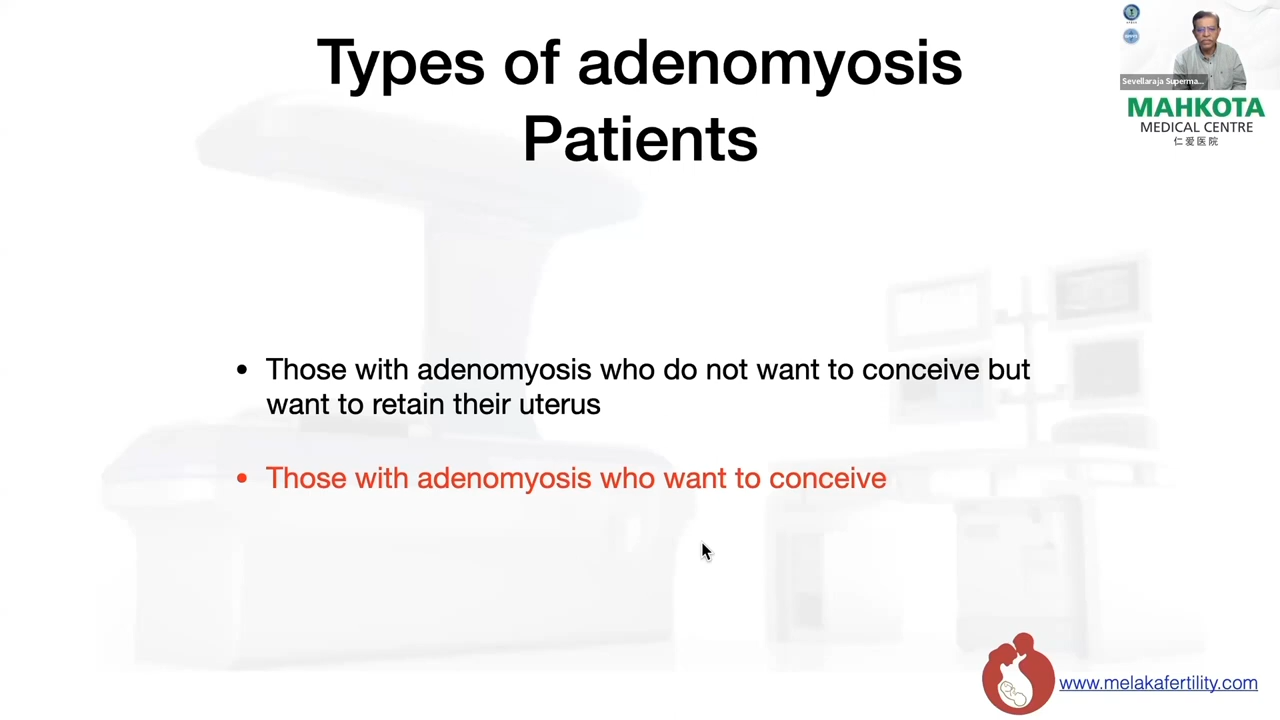 Types of adenomyosis
Patients
Sevellaraja Superma...
MAHKOTA
MEDICAL CENTRE
仁爱医院
• Those with adenomyosis who do not want to conceive but
want to retain their uterus
• Those with adenomyosis who want to conceive
www.melakafertility.com